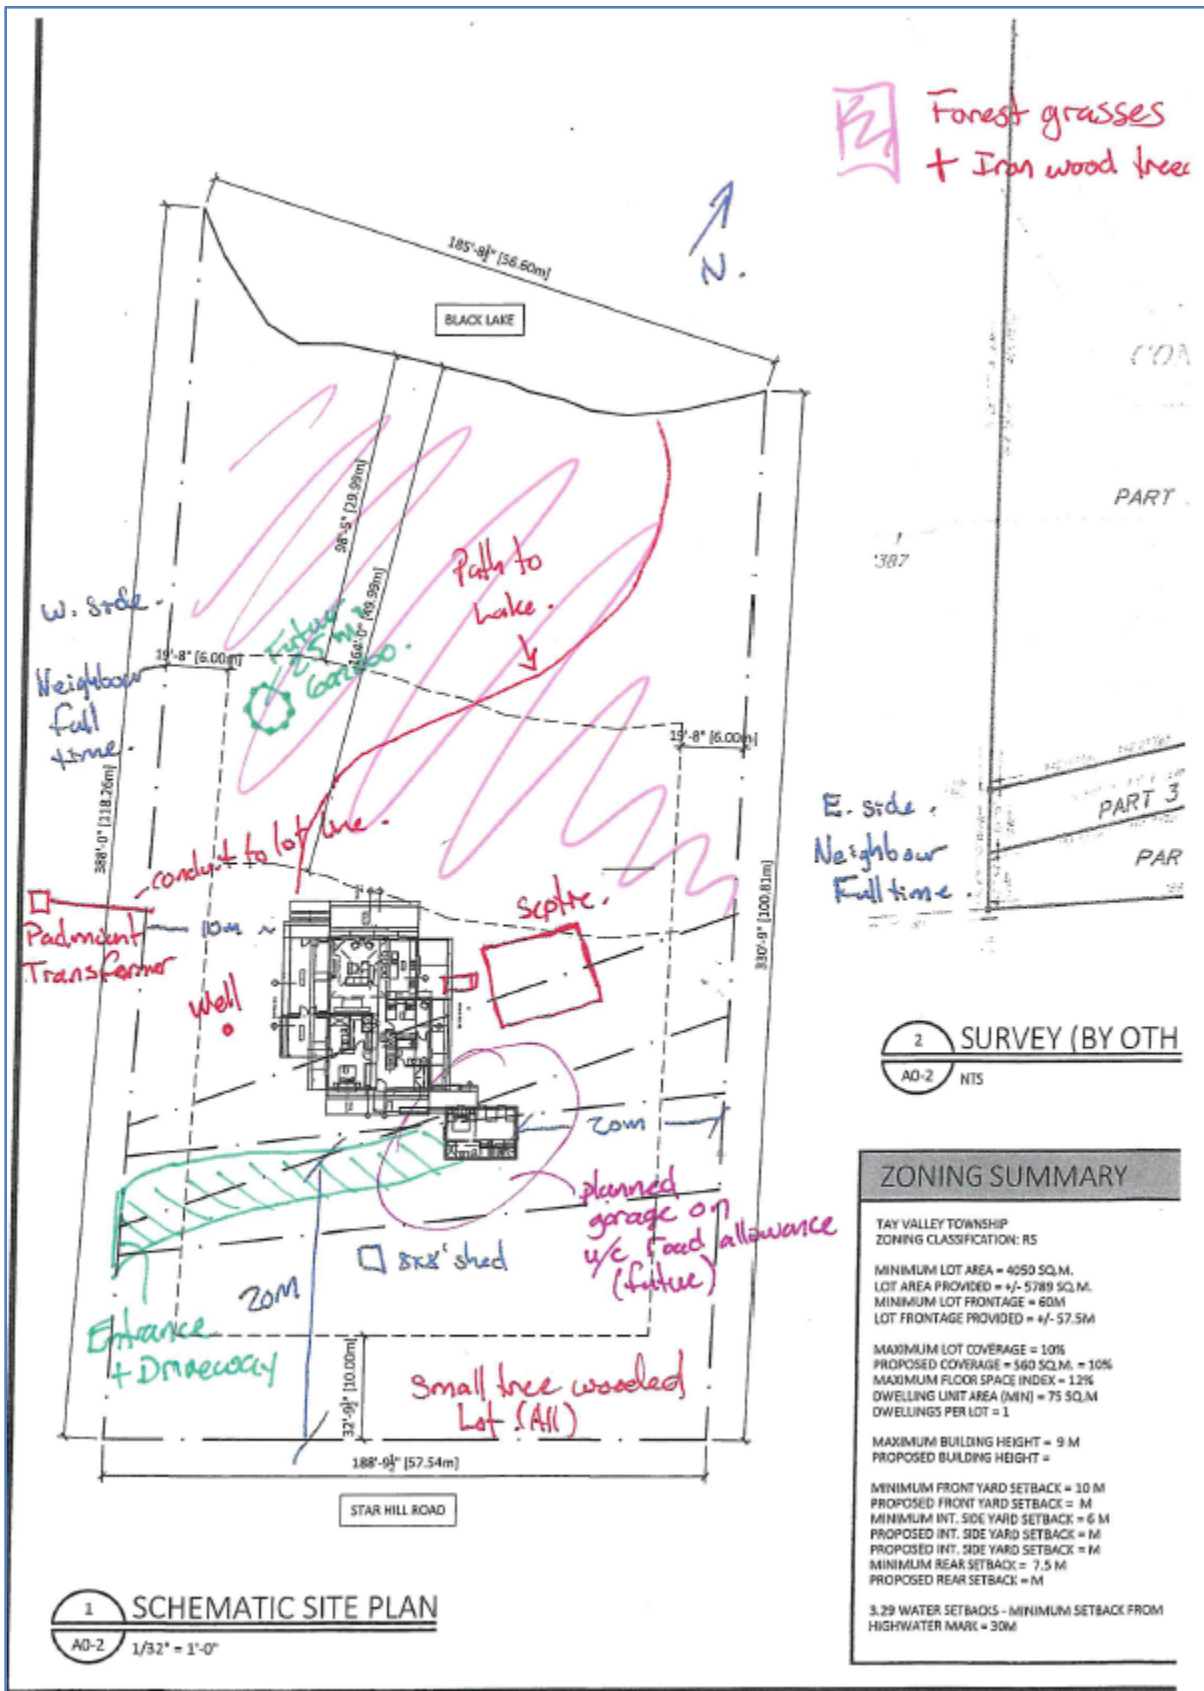 Forest grasses
+ Iron wood trees
N.
185'-8½" [56.60m]
BLACK LAKE
PART
387
98'-5" [29.99m]
164'-0" [49.99m]
Path to
Lake.
W. side.
Neighbour
full
time.
19'-8" [6.00m]
Future
25 m²
Gazebo.
19'-8" [6.00m]
388'-0" [118.26m]
330'-9" [100.81m]
E. side.
Neighbour
Full time.
PART 3
PAR
conduit to lot line.
Padmount
Transformer
10m
Septic.
Well
2
A0-2
SURVEY (BY OTH
NTS
20m
planned
garage on
u/c road allowance
(future)
8x8' shed
20M
Entrance
+ Driveway
32'-9½" [10.00m]
Small tree wooded
Lot (All)
188'-9½" [57.54m]
STAR HILL ROAD
1
A0-2
SCHEMATIC SITE PLAN
1/32" = 1'-0"
ZONING SUMMARY
TAY VALLEY TOWNSHIP
ZONING CLASSIFICATION: RS
MINIMUM LOT AREA = 4050 SQ.M.
LOT AREA PROVIDED = +/- 5789 SQ.M.
MINIMUM LOT FRONTAGE = 60M
LOT FRONTAGE PROVIDED = +/- 57.5M
MAXIMUM LOT COVERAGE = 10%
PROPOSED COVERAGE = 560 SQ.M. = 10%
MAXIMUM FLOOR SPACE INDEX = 12%
DWELLING UNIT AREA (MIN) = 75 SQ.M
DWELLINGS PER LOT = 1
MAXIMUM BUILDING HEIGHT = 9 M
PROPOSED BUILDING HEIGHT =
MINIMUM FRONT YARD SETBACK = 10 M
PROPOSED FRONT YARD SETBACK = M
MINIMUM INT. SIDE YARD SETBACK = 6 M
PROPOSED INT. SIDE YARD SETBACK = M
PROPOSED INT. SIDE YARD SETBACK = M
MINIMUM REAR SETBACK = 7.5 M
PROPOSED REAR SETBACK = M
3.29 WATER SETBACKS - MINIMUM SETBACK FROM
HIGHWATER MARK = 30M